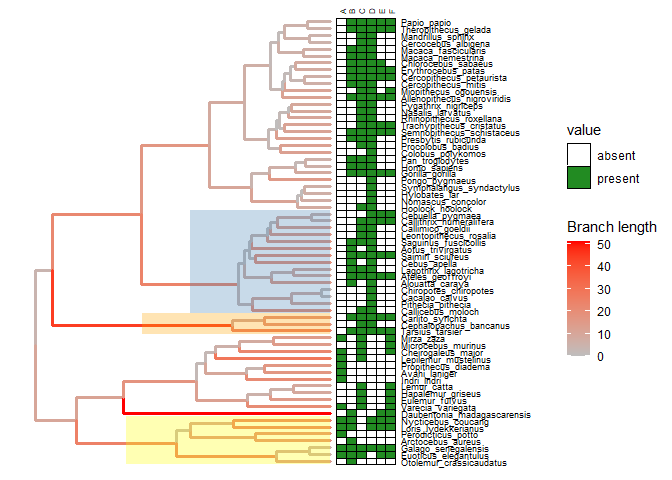 A B C D E F
Papio_papio
Theropithecus_gelada
Mandrillus_sphinx
Cercocebus_albigena
Macaca_fascicularis
Macaca_nemestrina
Chlorocebus_sabaeus
Erythrocebus_patas
Cercopithecus_petaurista
Cercopithecus_mitis
Miopithecus_ogouensis
Allenopithecus_nigroviridis
Pygathrix_nigriceps
Nasalis_larvatus
Rhinopithecus_roxellana
Trachypithecus_cristatus
Semnopithecus_schistaceus
Presbytis_rubicunda
Procolobus_badius
Colobus_polykomos
Pan_troglodytes
Homo_sapiens
Gorilla_gorilla
Pongo_pygmaeus
Symphalangus_syndactylus
Hylobates_lar
Nomascus_concolor
Hoolock_hoolock
Cebuella_pygmaea
Callithrix_humeralifera
Callimico_goeldii
Leontopithecus_rosalia
Saguinus_fuscicollis
Aotus_trivirgatus
Saimiri_sciureus
Cebus_apella
Lagothrix_lagotricha
Ateles_geoffroyi
Alouatta_caraya
Chiropotes_chiropotes
Cacajao_calvus
Pithecia_pithecia
Callicebus_moloch
Carlito_syrichta
Cephalopachus_bancanus
Tarsius_tarsier
Mirza_zaza
Microcebus_murinus
Cheirogaleus_major
Lepilemur_mustelinus
Propithecus_diadema
Avahi_laniger
Indri_indri
Lemur_catta
Hapalemur_griseus
Eulemur_fulvus
Varecia_variegata
Daubentonia_madagascarensis
Nycticebus_coucang
Loris_lydekkerianus
Perodicticus_potto
Arctocebus_aureus
Galago_senegalensis
Euoticus_elegantulus
Otolemur_crassicaudatus
value
absent
present
Branch length
50
40
30
20
10
0